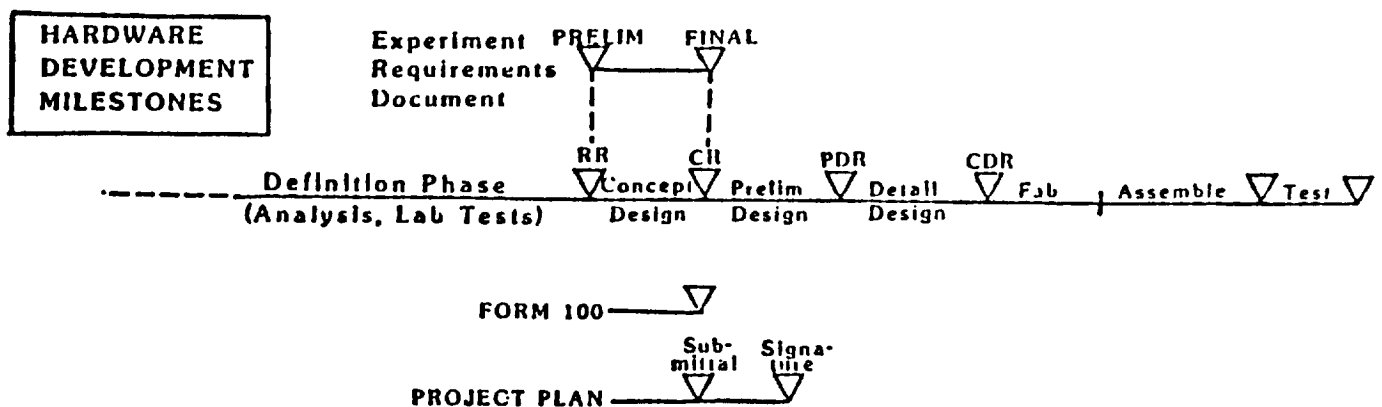 HARDWARE
DEVELOPMENT
MILESTONES
Experiment
Requirements
Document
PRELIM FINAL
RR CR PDR CDR
Definition Phase Concept Prelim Detail Fab Assemble Test
(Analysis, Lab Tests) Design Design Design
FORM 100
Sub- Signa-
mittal ture
PROJECT PLAN